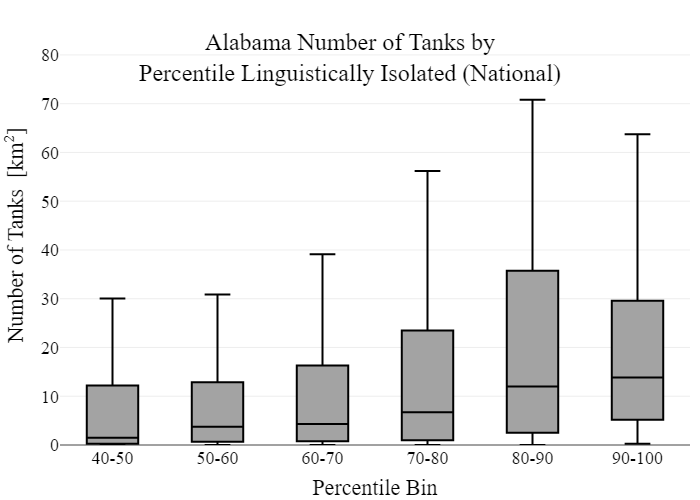 Alabama Number of Tanks by
Percentile Linguistically Isolated (National)
Number of Tanks [km²]
80
70
60
50
40
30
20
10
0
40-50 50-60 60-70 70-80 80-90 90-100
Percentile Bin